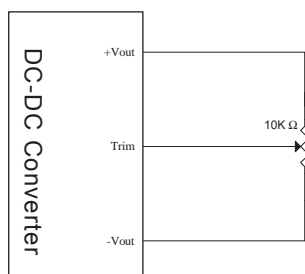 DC-DC Converter
+Vout
10K Ω
Trim
-Vout